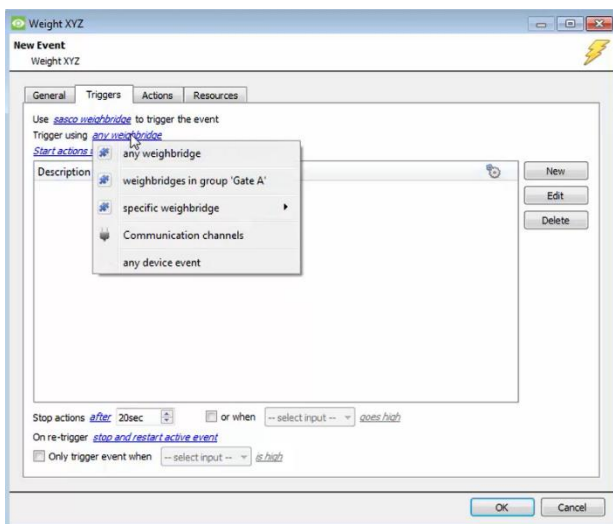 Weight XYZ
New Event
Weight XYZ
General Triggers Actions Resources
Use sasco weighbridge to trigger the event
Trigger using any weighbridge
Start actions
any weighbridge
Description
New
weighbridges in group 'Gate A'
Edit
specific weighbridge
Delete
Communication channels
any device event
Stop actions after 20sec or when -- select input -- goes high
On re-trigger stop and restart active event
Only trigger event when -- select input -- is high
OK Cancel